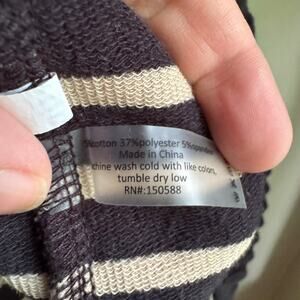 %cotton 37%polyester 5%spandex
Made in China
chine wash cold with like colors,
tumble dry low
RN#:150588